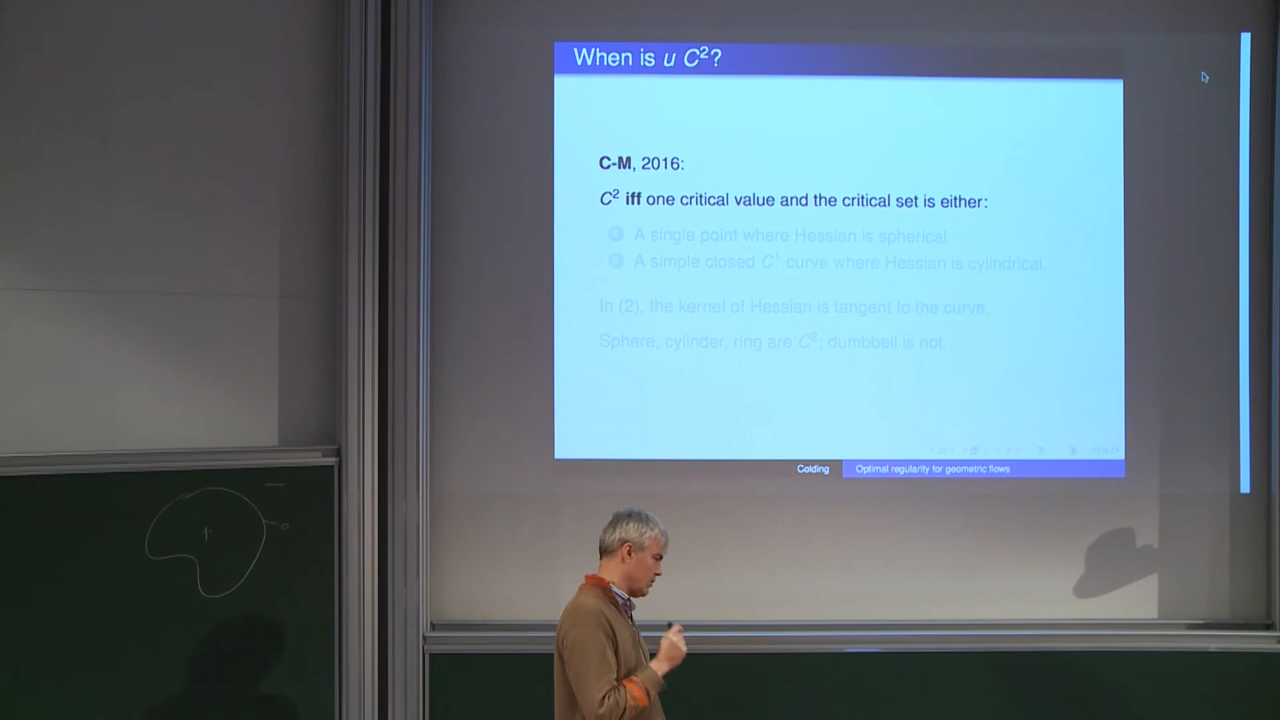 When is u C²?
C-M, 2016:
C² iff one critical value and the critical set is either:
A single point where Hessian is spherical.
A simple closed C¹ curve where Hessian is cylindrical.
In (2), the kernel of Hessian is tangent to the curve.
Sphere, cylinder, ring are C²; dumbbell is not.
Colding Optimal regularity for geometric flows